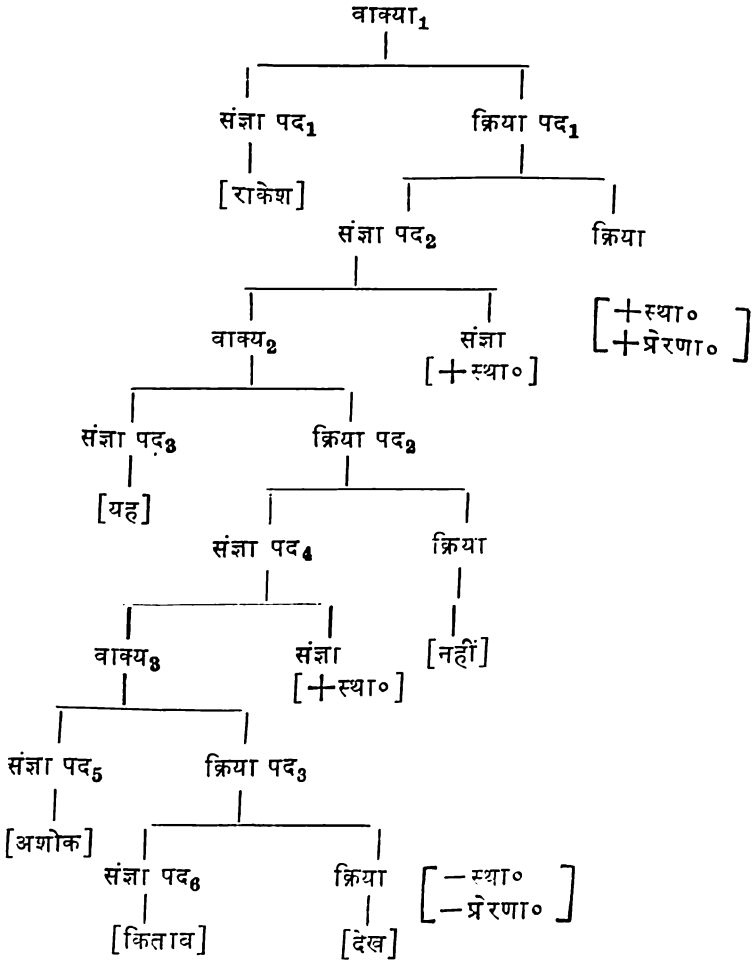 वाक्या₁
संज्ञा पद₁ क्रिया पद₁
[राकेश]
संज्ञा पद₂ क्रिया
वाक्य₂ संज्ञा [+स्था०
[+स्था०] +प्रेरणा०]
संज्ञा पद₃ क्रिया पद₂
[यह]
संज्ञा पद₄ क्रिया
वाक्य₃ संज्ञा [नहीं]
[+स्था०]
संज्ञा पद₅ क्रिया पद₃
[अशोक]
संज्ञा पद₆ क्रिया [-स्था०
-प्रेरणा०]
[किताव] [देख]